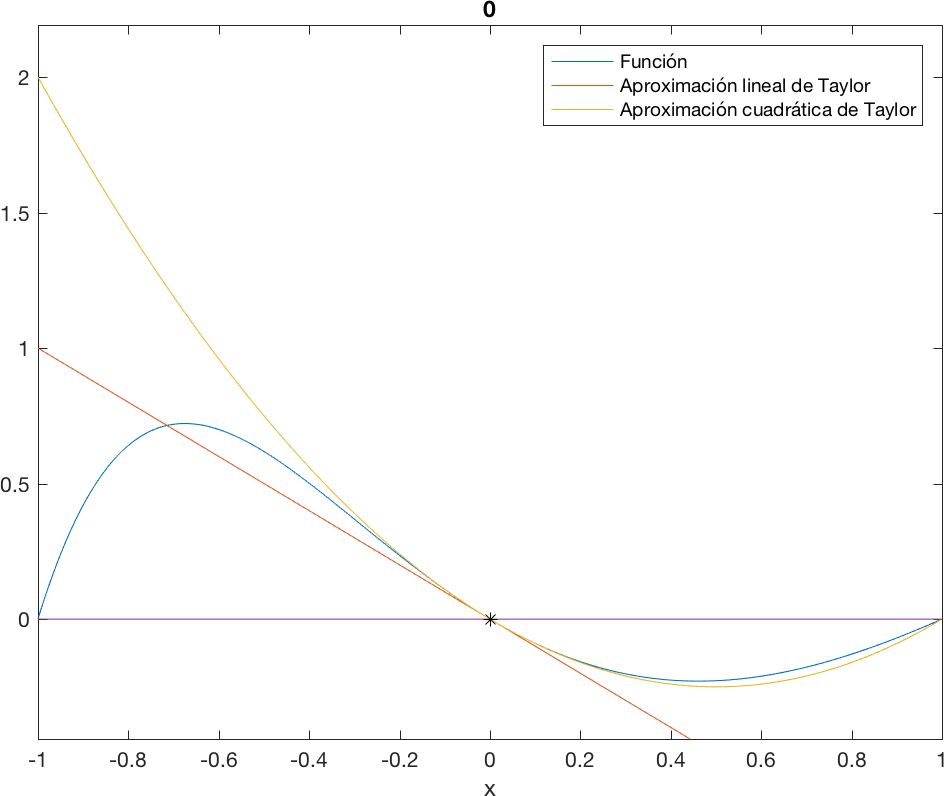 0
Función
Aproximación lineal de Taylor
Aproximación cuadrática de Taylor
2
1.5
1
0.5
0
-1 -0.8 -0.6 -0.4 -0.2 0 0.2 0.4 0.6 0.8 1
x